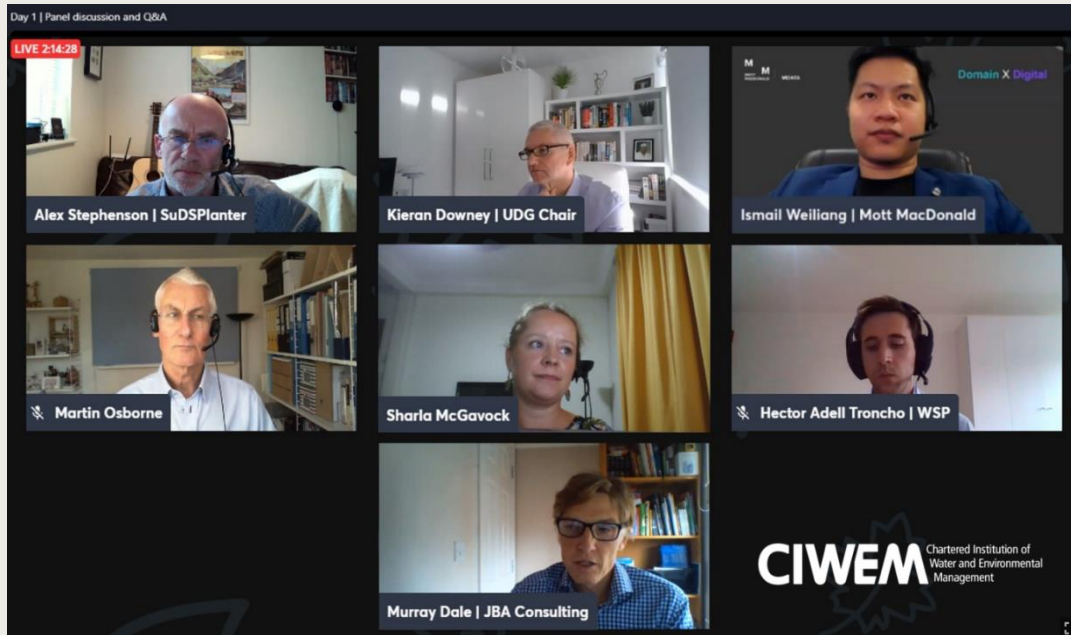 Day 1 | Panel discussion and Q&A
LIVE 2:14:28
M
M
Domain X Digital
Alex Stephenson | SuDSPlanter
Kieran Downey | UDG Chair
Ismail Weiliang | Mott MacDonald
Martin Osborne
Sharla McGavock
Hector Adell Troncho | WSP
Murray Dale | JBA Consulting
CIWEM
Chartered Institution of
Water and Environmental
Management